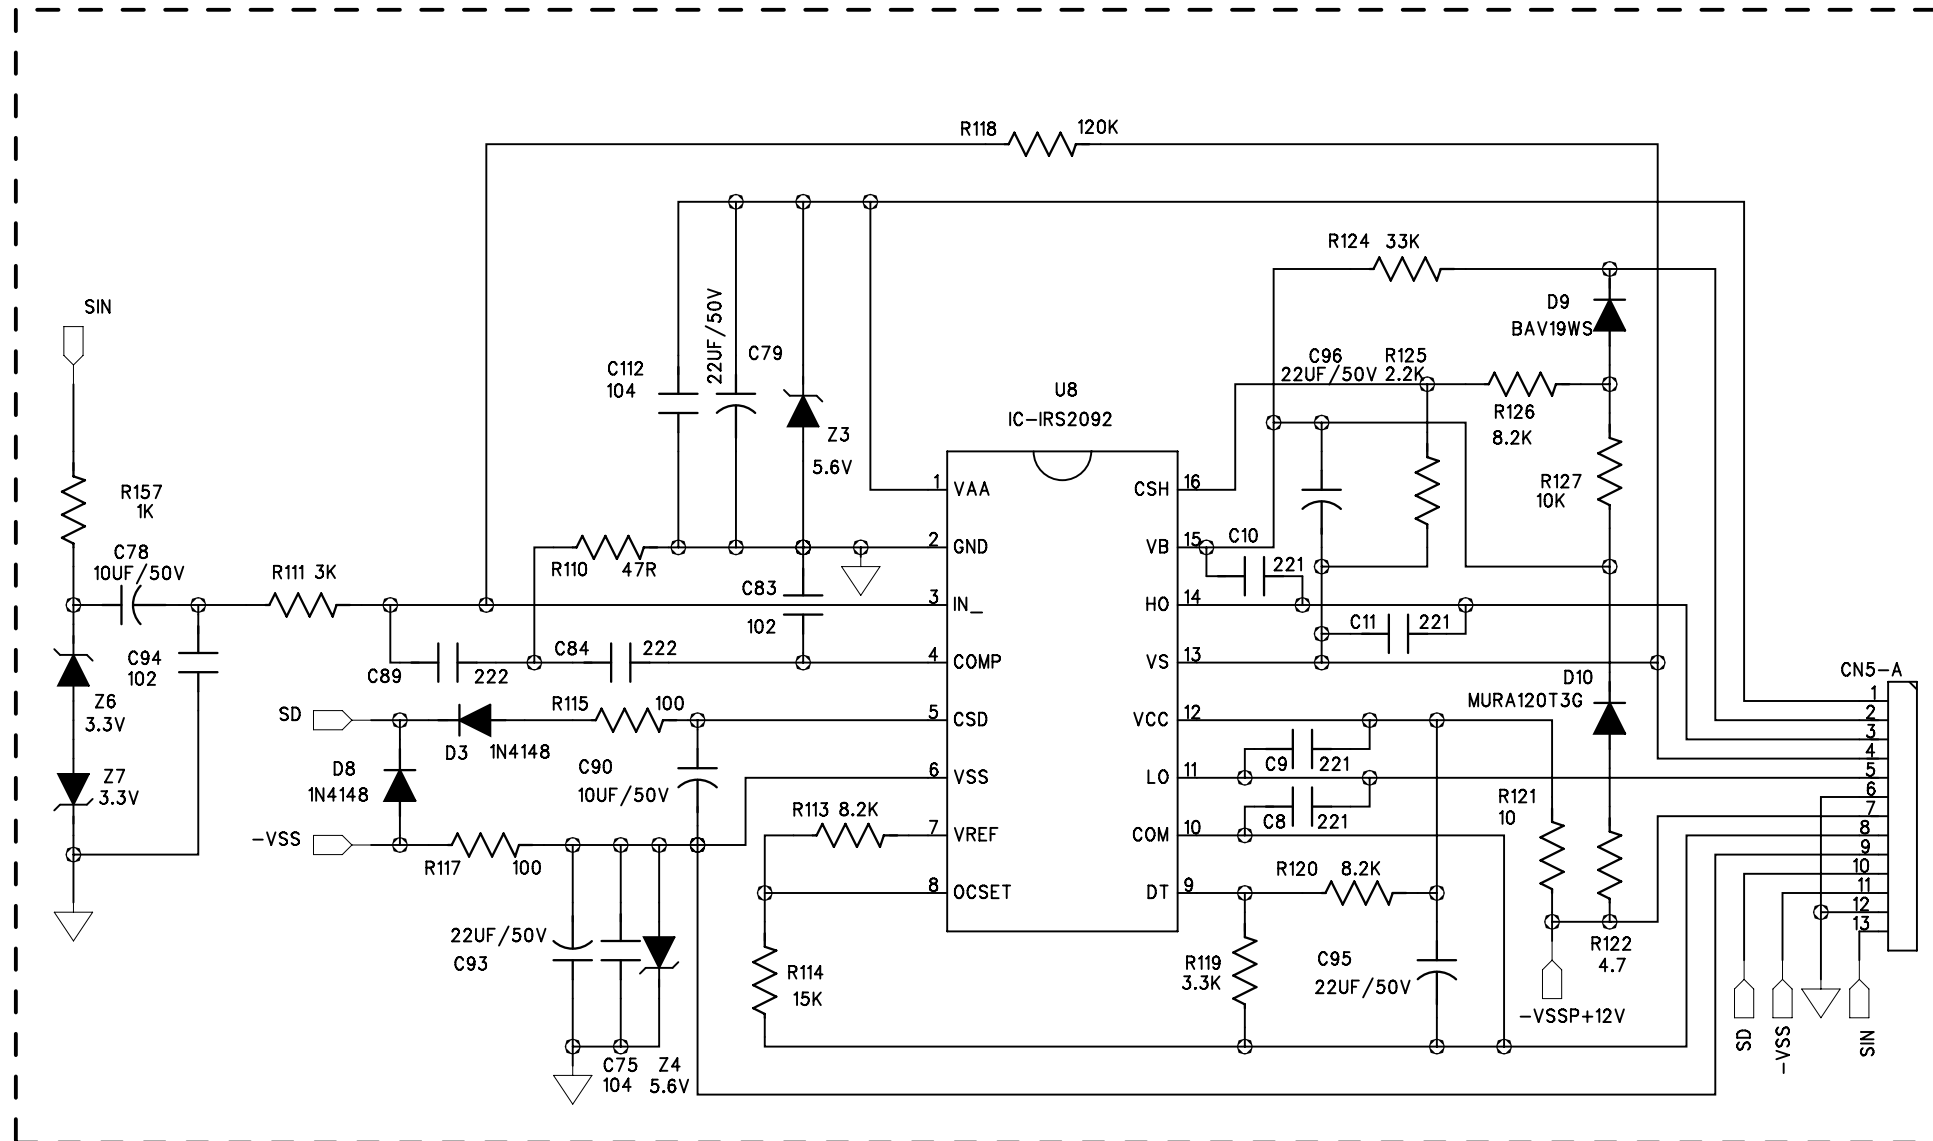 R118 120K
R124 33K
SIN
D9
BAV19WS
22UF/50V
C79
C112
104
C96
22UF/50V
R125
2.2K
U8
IC-IRS2092
R126
8.2K
Z3
5.6V
R157
1K
1 VAA
CSH 16
R127
10K
C78
10UF/50V
R111 3K
R110 47R
2 GND
VB 15
C10
221
C83
102
3 IN_
HO 14
C11 221
C94
102
C89
222
C84 222
4 COMP
VS 13
CN5-A
D10
MURA120T3G
Z6
3.3V
SD
R115 100
5 CSD
VCC 12
D3 1N4148
Z7
3.3V
D8
1N4148
C90
10UF/50V
6 VSS
LO 11
C9 221
R113 8.2K
7 VREF
COM 10
C8 221
R121
10
-VSS
R117 100
8 OCSET
DT 9
R120 8.2K
22UF/50V
C93
R114
15K
R119
3.3K
C95
22UF/50V
R122
4.7
-VSSP+12V
C75
104
Z4
5.6V
1
2
3
4
5
6
7
8
9
10
11
12
13
SD
-VSS
SIN